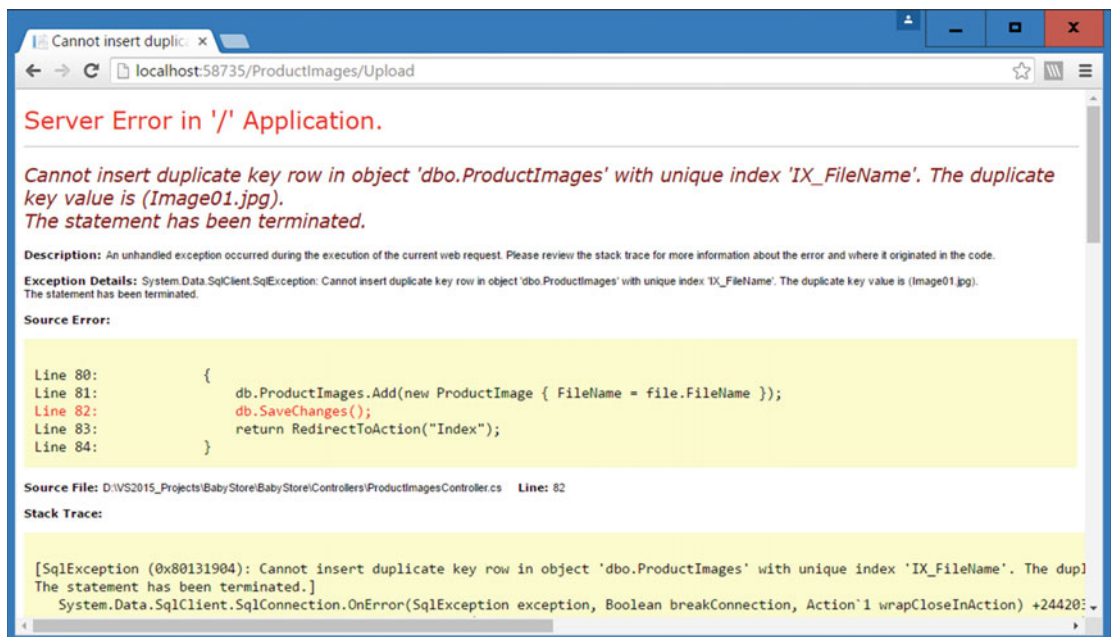 Cannot insert duplic
localhost:58735/ProductImages/Upload
Server Error in '/' Application.
Cannot insert duplicate key row in object 'dbo.ProductImages' with unique index 'IX_FileName'. The duplicate
key value is (Image01.jpg).
The statement has been terminated.
Description: An unhandled exception occurred during the execution of the current web request. Please review the stack trace for more information about the error and where it originated in the code.
Exception Details: System.Data.SqlClient.SqlException: Cannot insert duplicate key row in object 'dbo.ProductImages' with unique index 'IX_FileName'. The duplicate key value is (Image01.jpg).
The statement has been terminated.
Source Error:
Line 80:             {
Line 81:                 db.ProductImages.Add(new ProductImage { FileName = file.FileName });
Line 82:                 db.SaveChanges();
Line 83:                 return RedirectToAction("Index");
Line 84:             }
Source File: D:\VS2015_Projects\BabyStore\BabyStore\Controllers\ProductImagesController.cs    Line: 82
Stack Trace:
[SqlException (0x80131904): Cannot insert duplicate key row in object 'dbo.ProductImages' with unique index 'IX_FileName'. The dupl
The statement has been terminated.]
   System.Data.SqlClient.SqlConnection.OnError(SqlException exception, Boolean breakConnection, Action`1 wrapCloseInAction) +244203